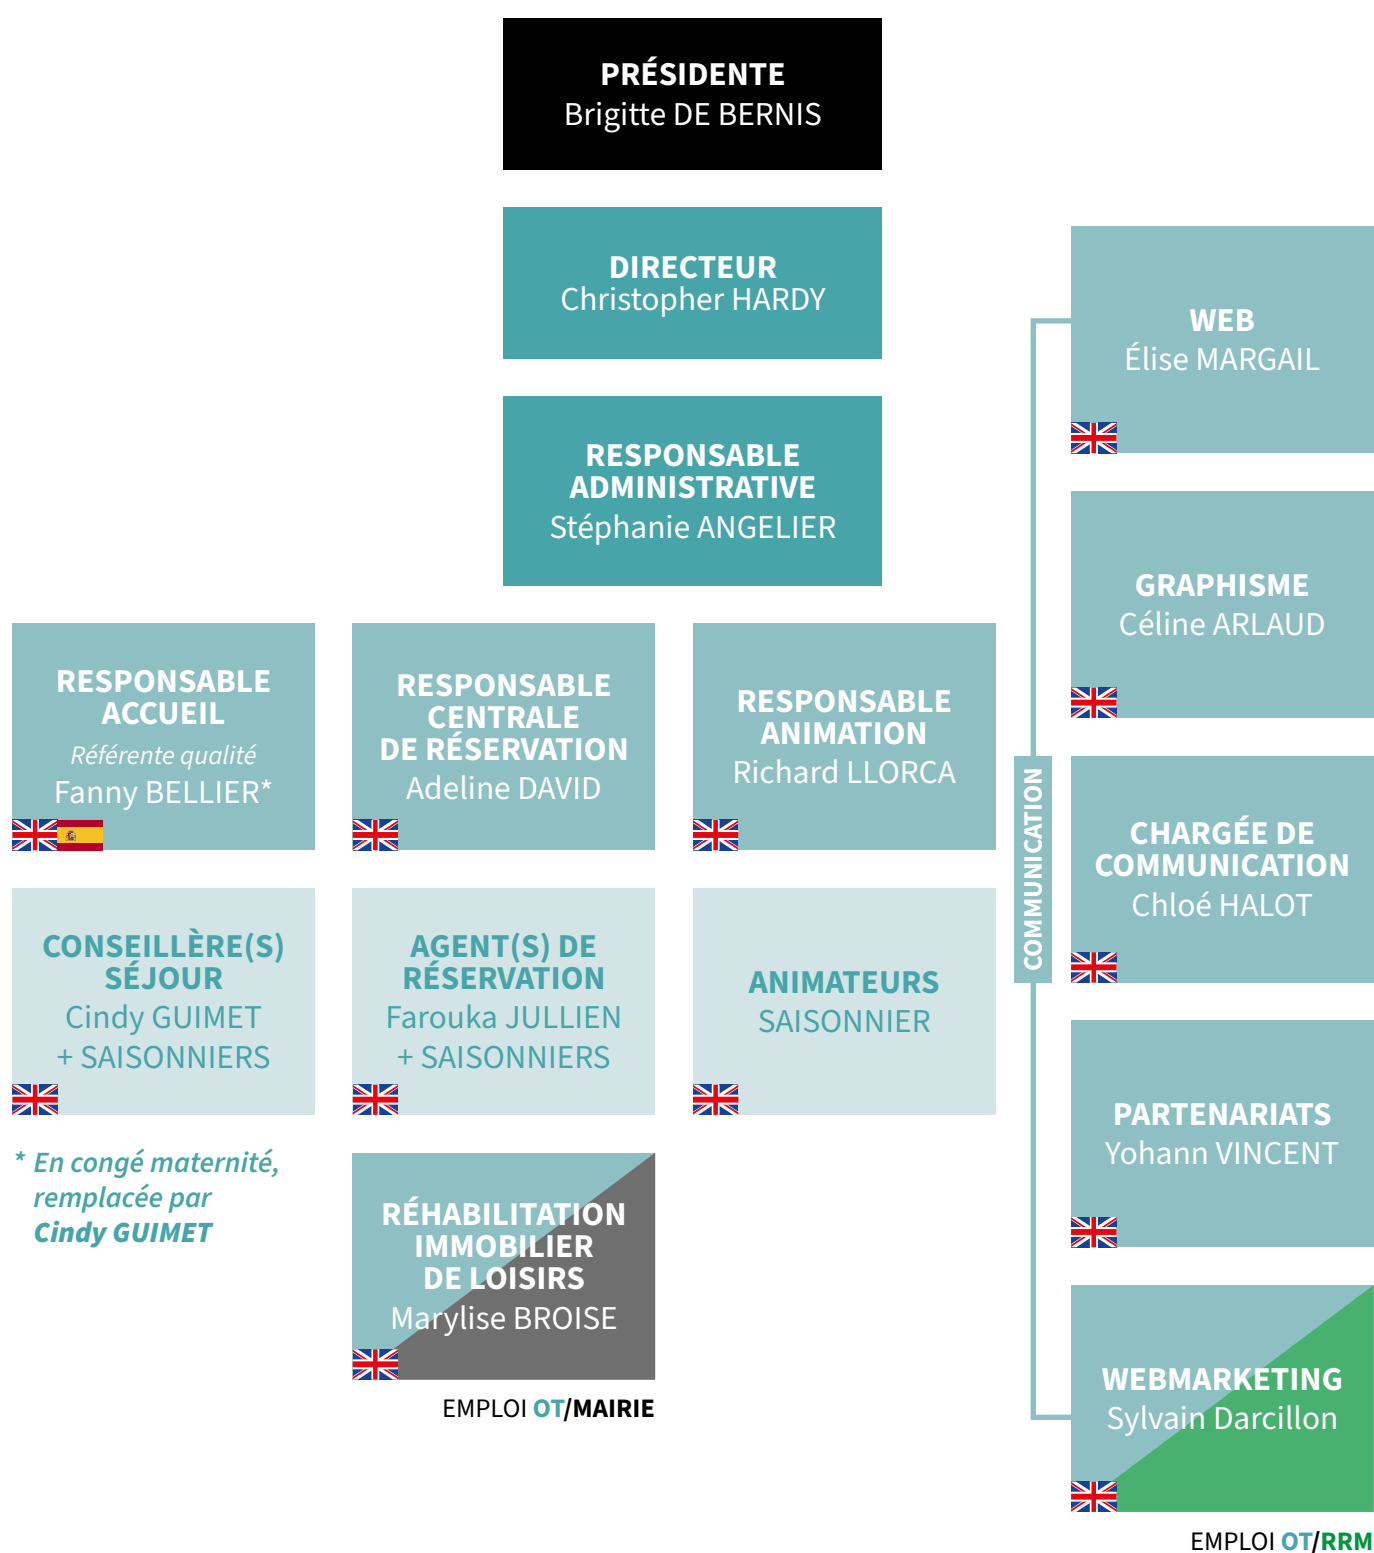 PRÉSIDENTE
Brigitte DE BERNIS
DIRECTEUR
Christopher HARDY
RESPONSABLE
ADMINISTRATIVE
Stéphanie ANGELIER
RESPONSABLE
ACCUEIL
Référente qualité
Fanny BELLIER*
RESPONSABLE
CENTRALE
DE RÉSERVATION
Adeline DAVID
RESPONSABLE
ANIMATION
Richard LLORCA
CONSEILLÈRE(S)
SÉJOUR
Cindy GUIMET
+ SAISONNIERS
AGENT(S) DE
RÉSERVATION
Farouka JULLIEN
+ SAISONNIERS
ANIMATEURS
SAISONNIER
* En congé maternité,
remplacée par
Cindy GUIMET
RÉHABILITATION
IMMOBILIER
DE LOISIRS
Marylise BROISE
EMPLOI OT/MAIRIE
COMMUNICATION
WEB
Élise MARGAIL
GRAPHISME
Céline ARLAUD
CHARGÉE DE
COMMUNICATION
Chloé HALOT
PARTENARIATS
Yohann VINCENT
WEBMARKETING
Sylvain Darcillon
EMPLOI OT/RRM